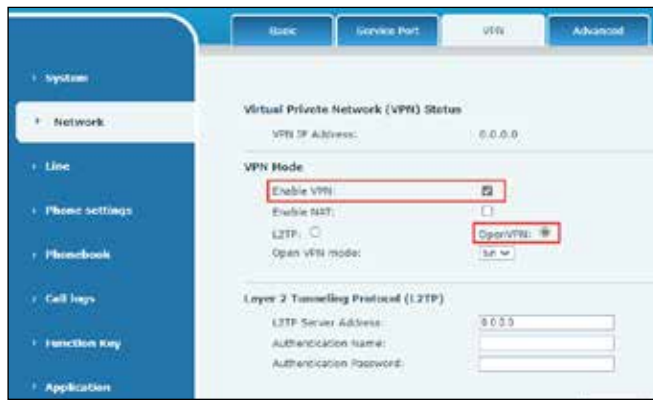 Basic Service Port VPN Advanced
System
Network
Line
Phone settings
Phonebook
Call logs
Function Key
Application
Virtual Private Network (VPN) Status
VPN IP Address: 0.0.0.0
VPN Mode
Enable VPN:
Enable NAT:
L2TP: OpenVPN:
Open VPN mode: tun
Layer 2 Tunneling Protocol (L2TP)
L2TP Server Address: 0.0.0.0
Authentication Name:
Authentication Password: